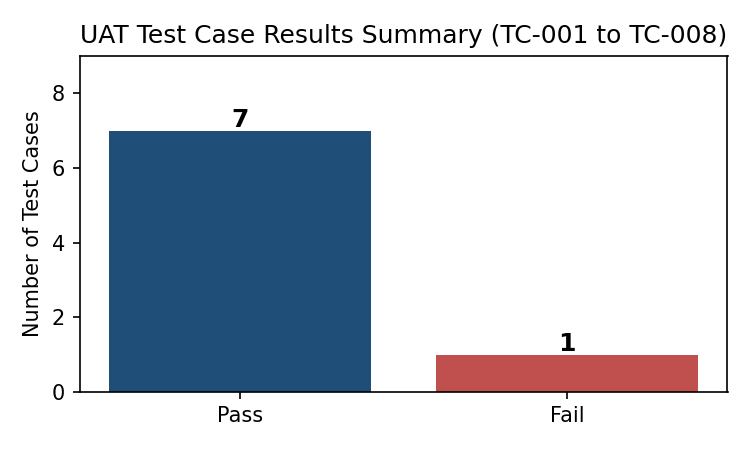 UAT Test Case Results Summary (TC-001 to TC-008)
Number of Test Cases
8
6
4
2
0
7
1
Pass
Fail